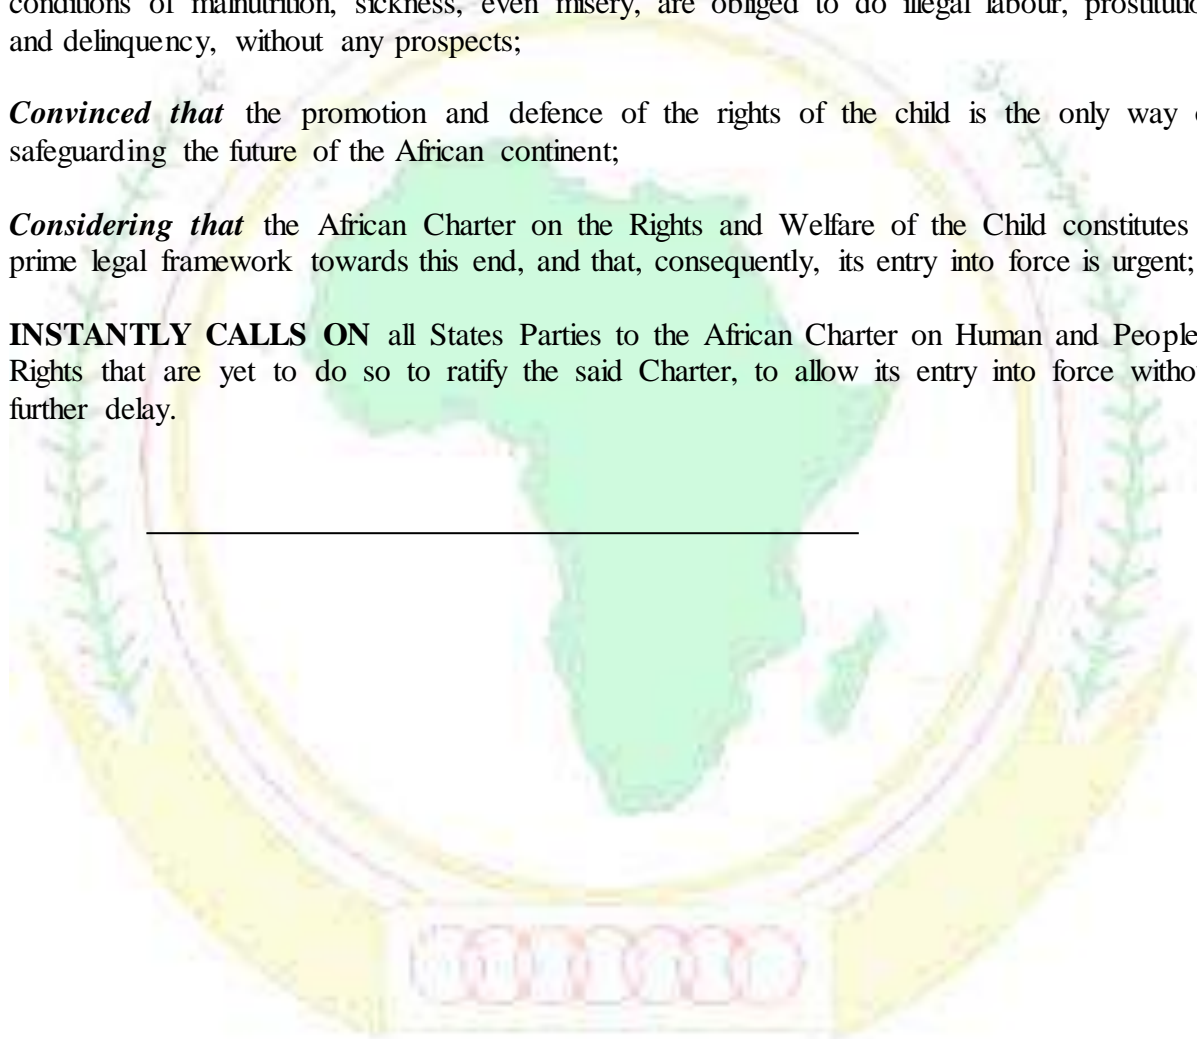 conditions of malnutrition, sickness, even misery, are obliged to do illegal labour, prostitutio
and delinquency, without any prospects;
Convinced that the promotion and defence of the rights of the child is the only way
safeguarding the future of the African continent;
Considering that the African Charter on the Rights and Welfare of the Child constitutes
prime legal framework towards this end, and that, consequently, its entry into force is urgent;
INSTANTLY CALLS ON all States Parties to the African Charter on Human and People
Rights that are yet to do so to ratify the said Charter, to allow its entry into force withou
further delay.